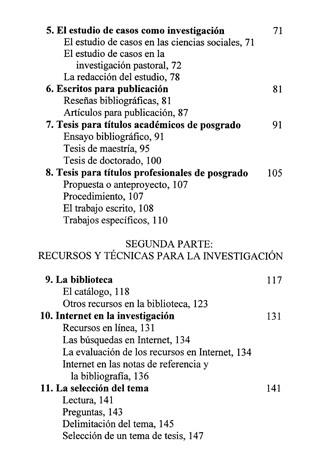 5. El estudio de casos como investigación 71
El estudio de casos en las ciencias sociales, 71
El estudio de casos en la
investigación pastoral, 72
La redacción del estudio, 78
6. Escritos para publicación 81
Reseñas bibliográficas, 81
Artículos para publicación, 87
7. Tesis para títulos académicos de posgrado 91
Ensayo bibliográfico, 91
Tesis de maestría, 95
Tesis de doctorado, 100
8. Tesis para títulos profesionales de posgrado 105
Propuesta o anteproyecto, 107
Procedimiento, 107
El trabajo escrito, 108
Trabajos específicos, 110
SEGUNDA PARTE:
RECURSOS Y TÉCNICAS PARA LA INVESTIGACIÓN
9. La biblioteca 117
El catálogo, 118
Otros recursos en la biblioteca, 123
10. Internet en la investigación 131
Recursos en línea, 131
Las búsquedas en Internet, 134
La evaluación de los recursos en Internet, 134
Internet en las notas de referencia y
la bibliografía, 136
11. La selección del tema 141
Lectura, 141
Preguntas, 143
Delimitación del tema, 145
Selección de un tema de tesis, 147